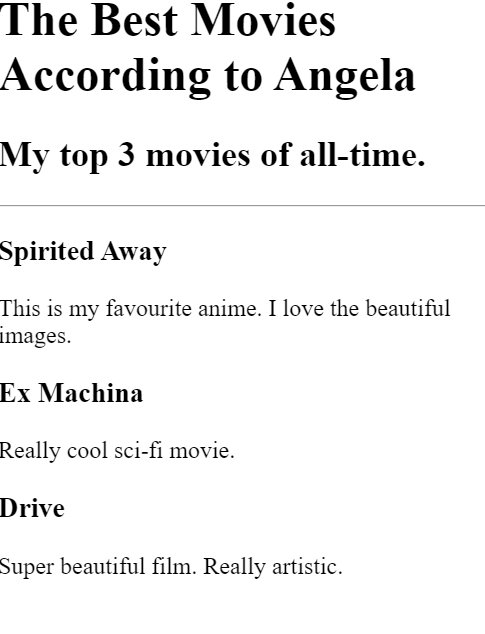 The Best Movies
According to Angela
My top 3 movies of all-time.
Spirited Away
This is my favourite anime. I love the beautiful
images.
Ex Machina
Really cool sci-fi movie.
Drive
Super beautiful film. Really artistic.